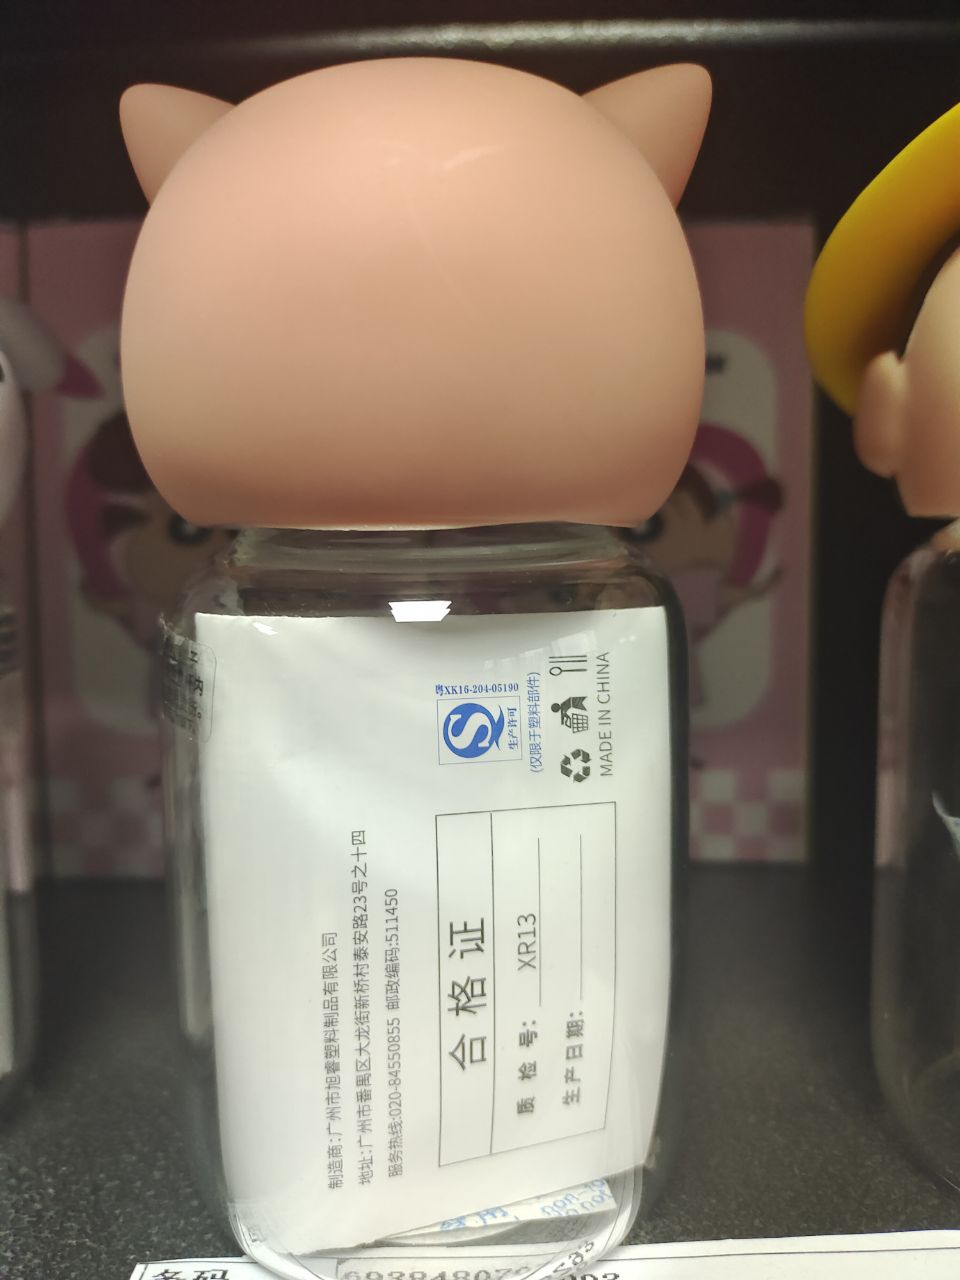 制造商:广州市旭睿塑料制品有限公司
地址:广州市番禺区大龙街新桥村泰安路23号之十四
服务热线:020-84550855 邮政编码:511450
合格证
质检号: XR13
生产日期:
粤XK16-204-05190
生产许可
(仅限于塑料部件)
MADE IN CHINA
条码